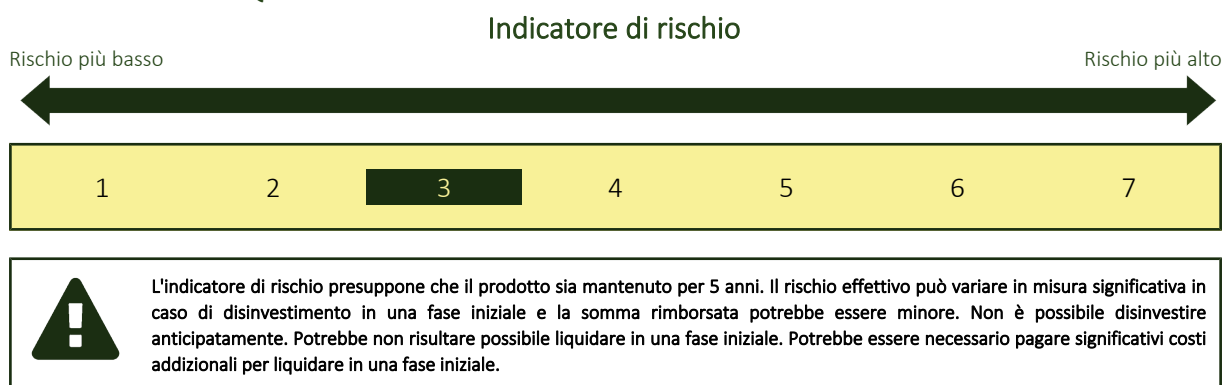 Indicatore di rischio
Rischio più basso
Rischio più alto
1 2 3 4 5 6 7
L'indicatore di rischio presuppone che il prodotto sia mantenuto per 5 anni. Il rischio effettivo può variare in misura significativa in
caso di disinvestimento in una fase iniziale e la somma rimborsata potrebbe essere minore. Non è possibile disinvestire
anticipatamente. Potrebbe non risultare possibile liquidare in una fase iniziale. Potrebbe essere necessario pagare significativi costi
addizionali per liquidare in una fase iniziale.